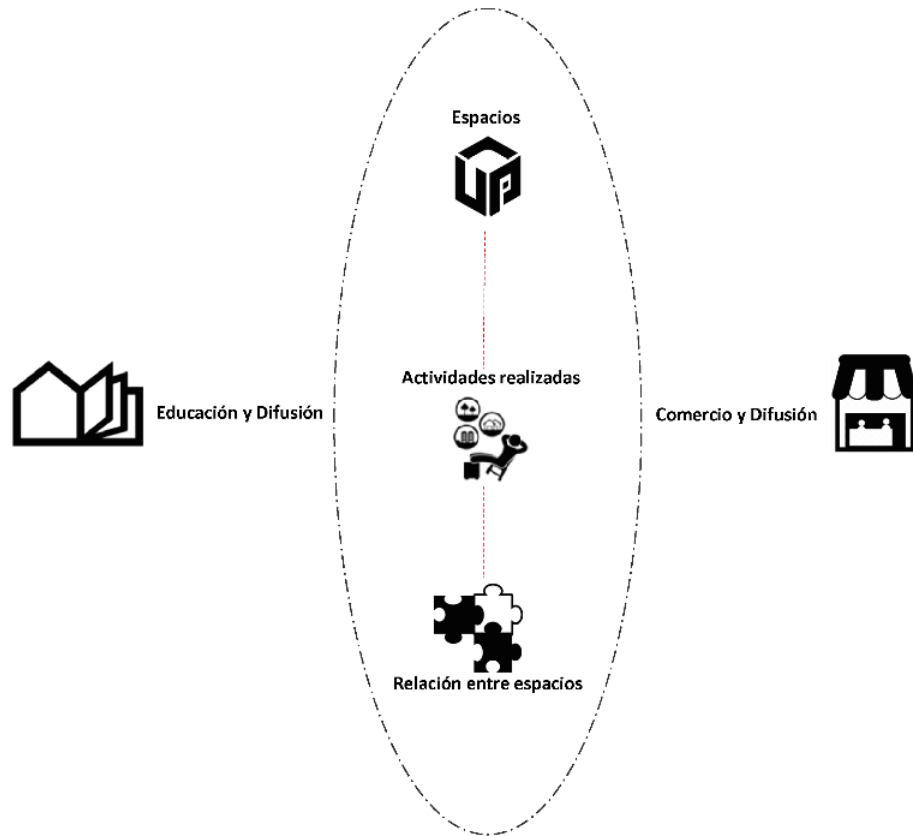 Espacios
Actividades realizadas
Educación y Difusión
Comercio y Difusión
Relación entre espacios